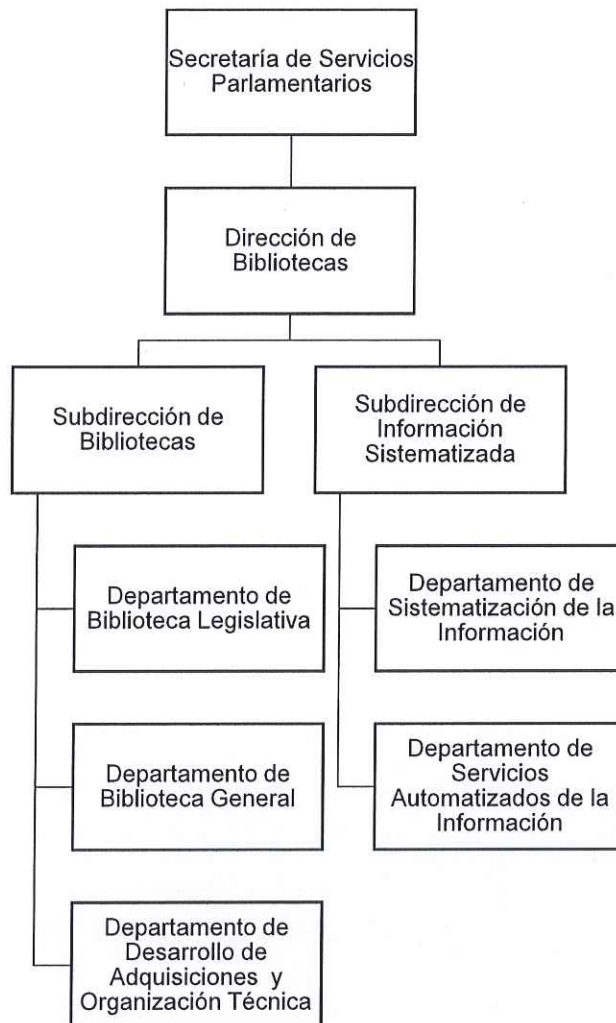 Secretaría de Servicios
Parlamentarios
Dirección de
Bibliotecas
Subdirección de
Bibliotecas
Subdirección de
Información
Sistematizada
Departamento de
Biblioteca Legislativa
Departamento de
Sistematización de la
Información
Departamento de
Biblioteca General
Departamento de
Servicios
Automatizados de la
Información
Departamento de
Desarrollo de
Adquisiciones y
Organización Técnica